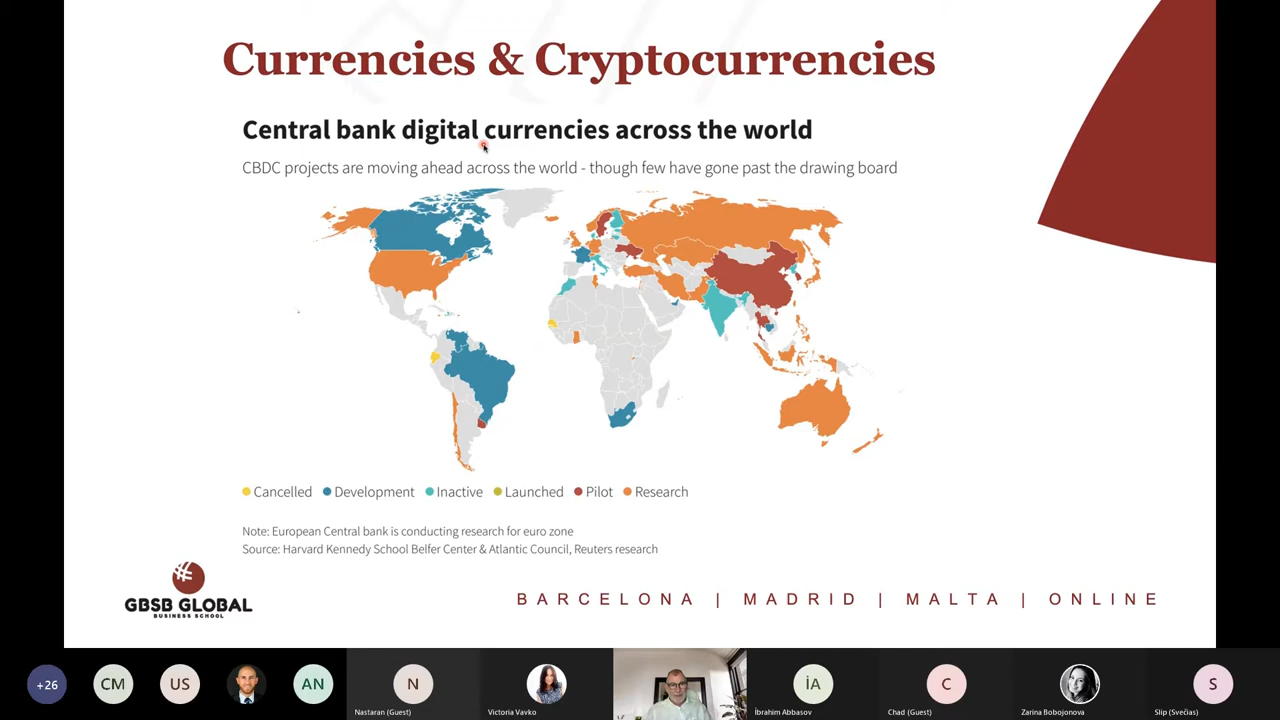 Currencies & Cryptocurrencies
Central bank digital currencies across the world
CBDC projects are moving ahead across the world - though few have gone past the drawing board
Cancelled Development Inactive Launched Pilot Research
Note: European Central bank is conducting research for euro zone
Source: Harvard Kennedy School Belfer Center & Atlantic Council, Reuters research
GBSB GLOBAL
BUSINESS SCHOOL
BARCELONA | MADRID | MALTA | ONLINE
+26 CM US AN N İA C S
Nastaran (Guest) Victoria Vavko İbrahim Abbasov Chad (Guest) Zarina Bobojonova Slip (Svečias)